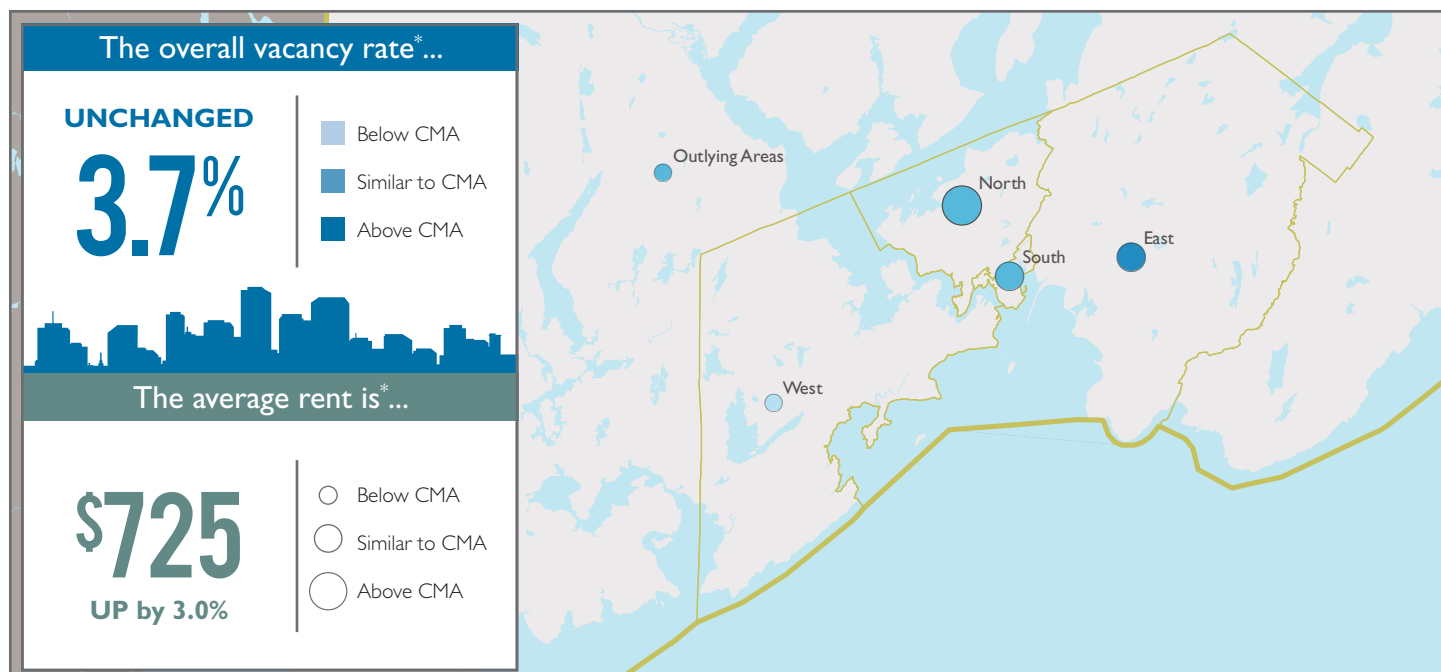 The overall vacancy rate*...
UNCHANGED
3.7%
Below CMA
Similar to CMA
Above CMA
The average rent is*...
$725
UP by 3.0%
Below CMA
Similar to CMA
Above CMA
Outlying Areas
North
East
South
West